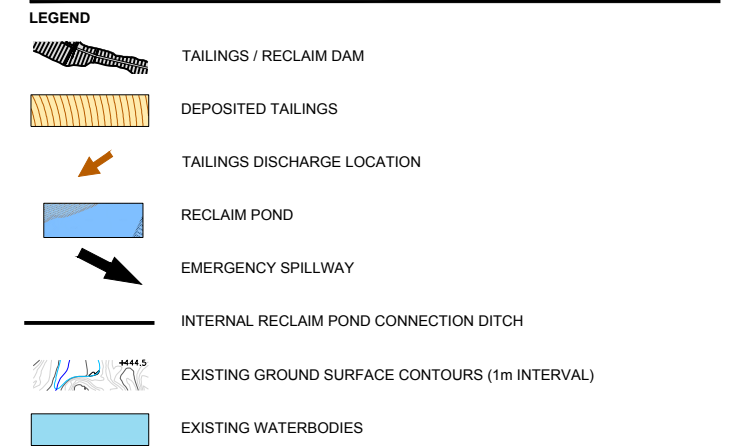 LEGEND
TAILINGS / RECLAIM DAM
DEPOSITED TAILINGS
TAILINGS DISCHARGE LOCATION
RECLAIM POND
EMERGENCY SPILLWAY
INTERNAL RECLAIM POND CONNECTION DITCH
+444.5
EXISTING GROUND SURFACE CONTOURS (1m INTERVAL)
EXISTING WATERBODIES